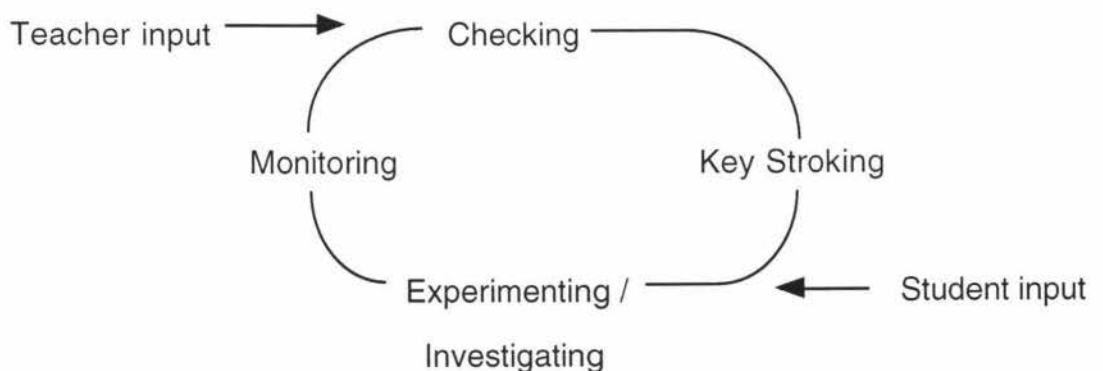 Teacher input
Checking
Monitoring
Key Stroking
Experimenting /
Investigating
Student input